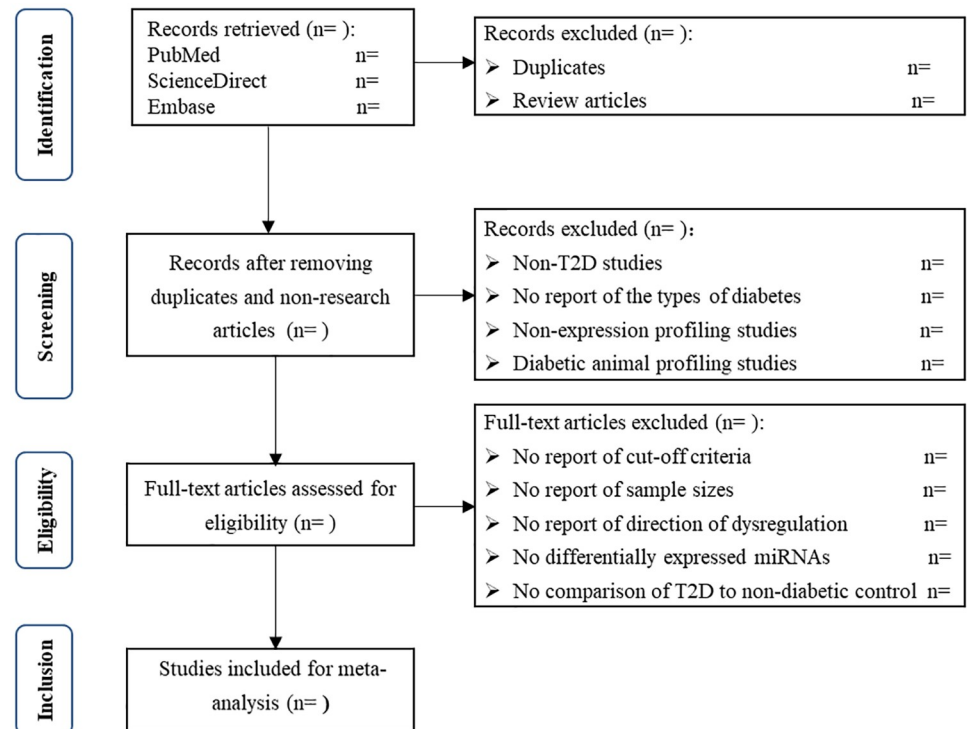 Identification
Records retrieved (n= ):
PubMed n=
ScienceDirect n=
Embase n=
Records excluded (n= ):
➢ Duplicates n=
➢ Review articles n=
Screening
Records after removing
duplicates and non-research
articles (n= )
Records excluded (n= ):
➢ Non-T2D studies n=
➢ No report of the types of diabetes n=
➢ Non-expression profiling studies n=
➢ Diabetic animal profiling studies n=
Eligibility
Full-text articles assessed for
eligibility (n= )
Full-text articles excluded (n= ):
➢ No report of cut-off criteria n=
➢ No report of sample sizes n=
➢ No report of direction of dysregulation n=
➢ No differentially expressed miRNAs n=
➢ No comparison of T2D to non-diabetic control n=
Inclusion
Studies included for meta-
analysis (n= )